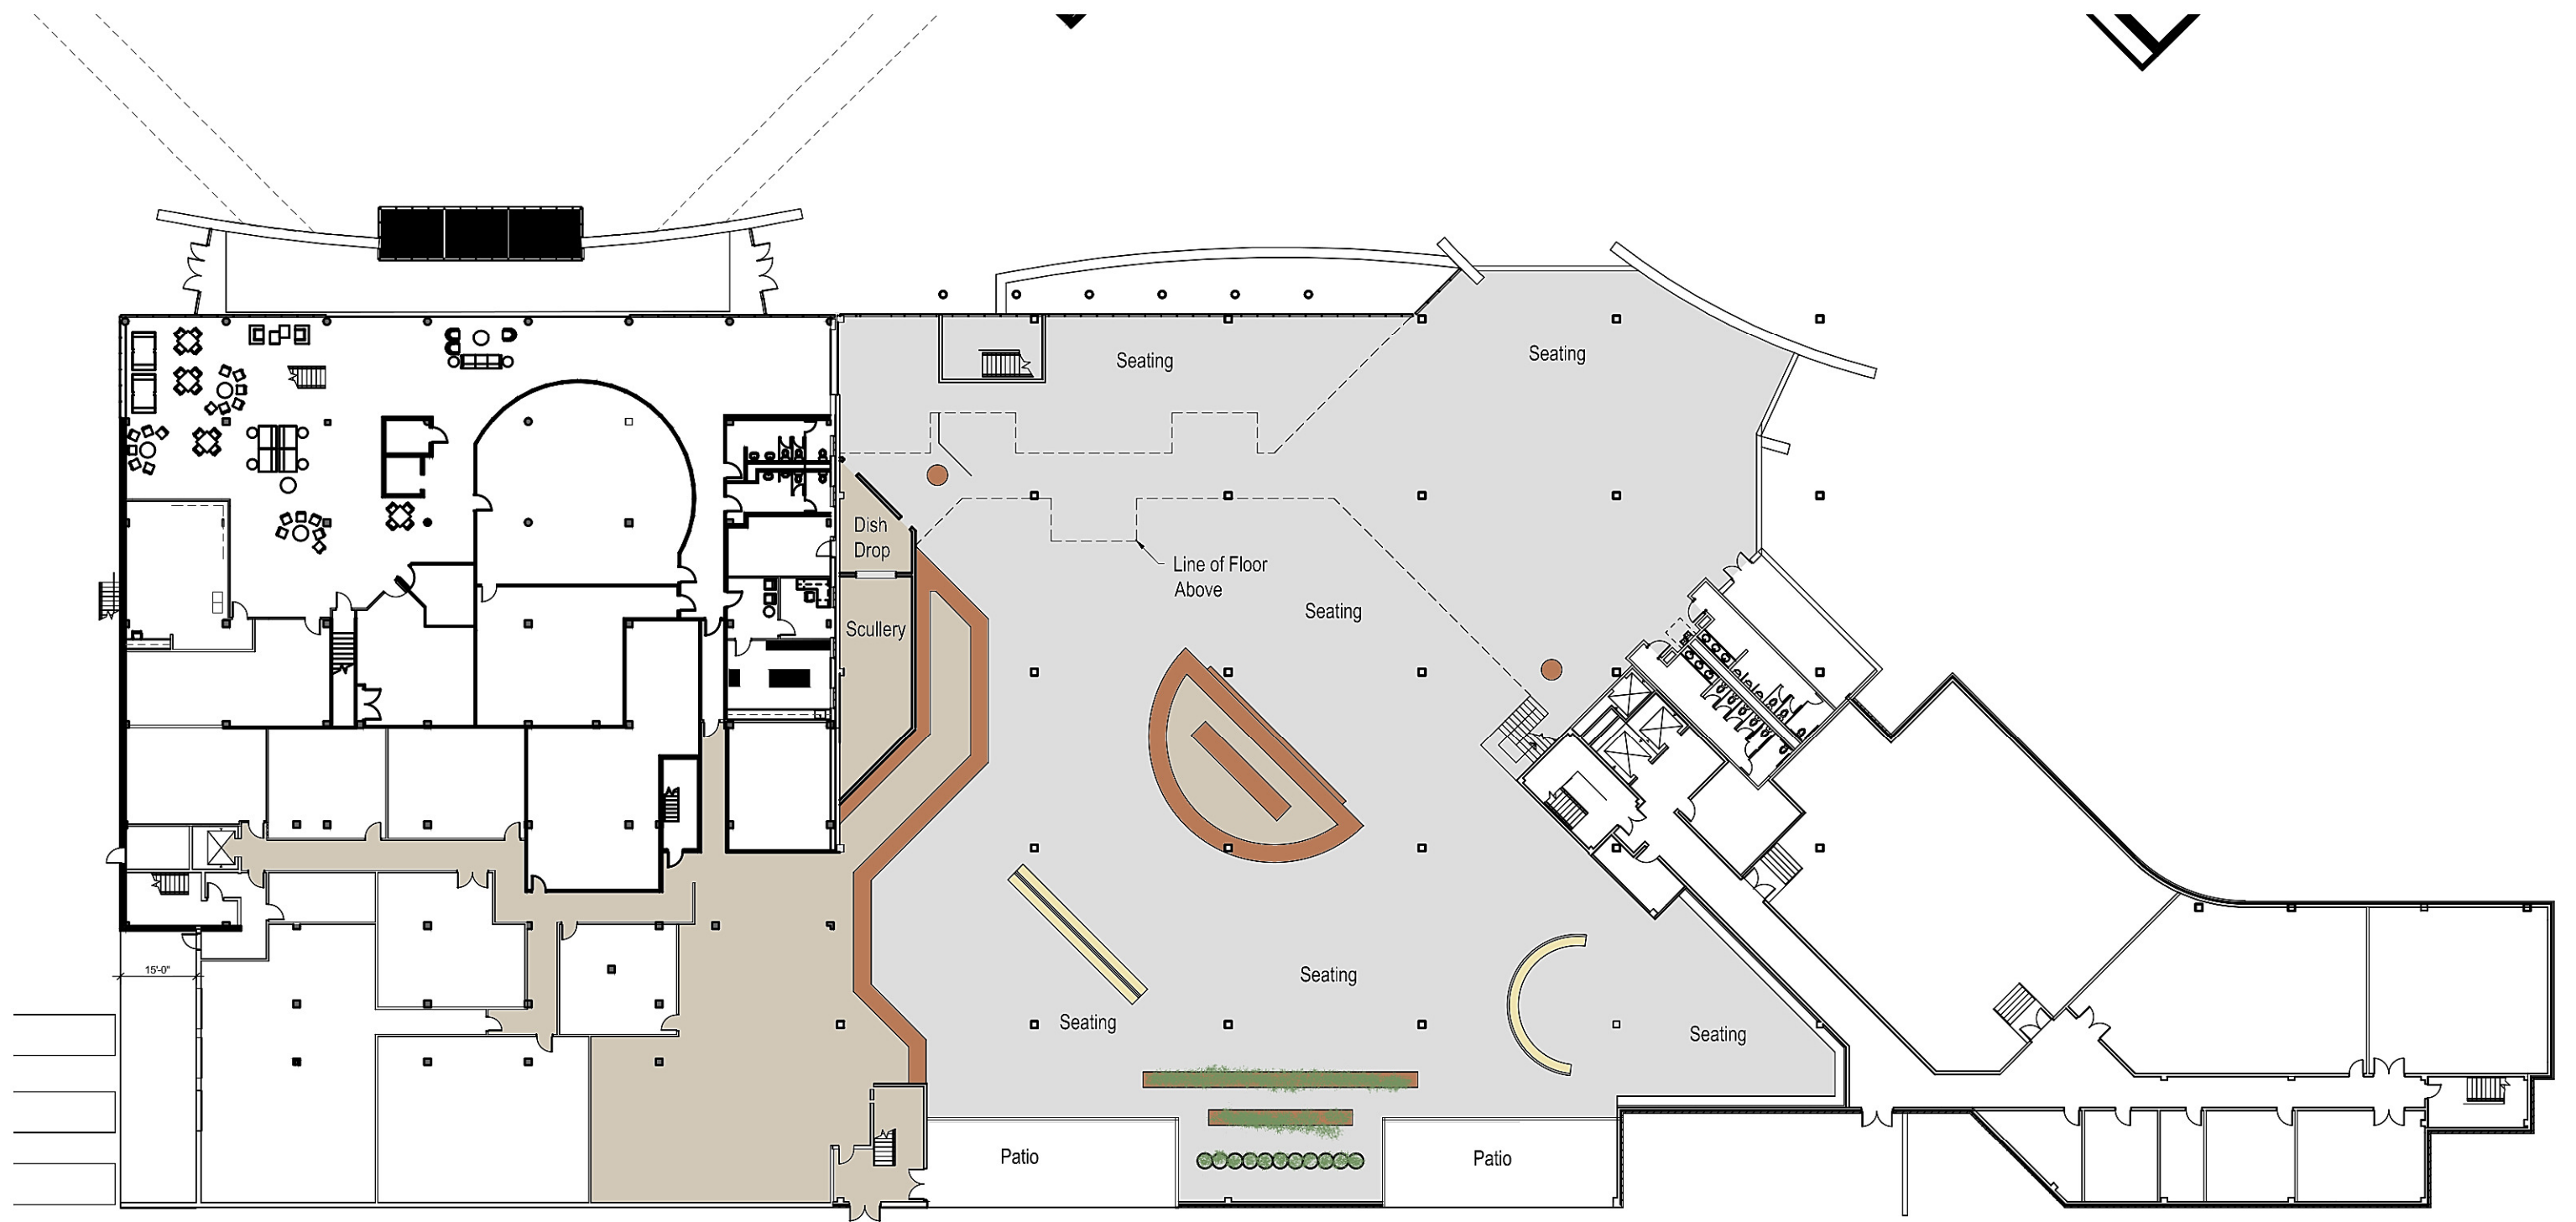 Seating
Seating
Dish
Drop
Line of Floor
Above
Seating
Scullery
15'-0"
Seating
Seating
Seating
Patio
Patio